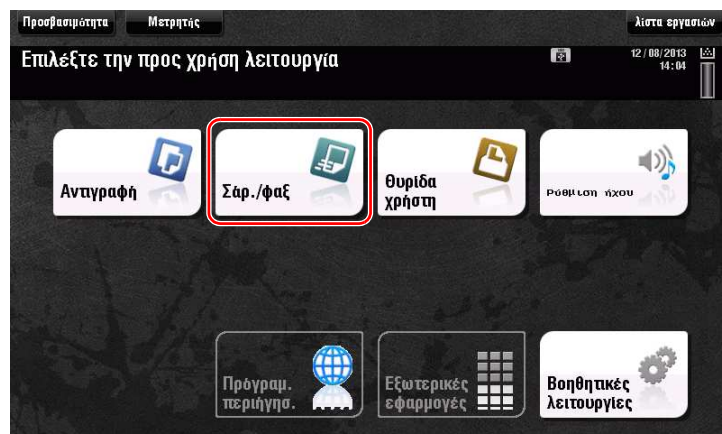 Προσβασιμότητα Μετρητής λίστα εργασιών
Επιλέξτε την προς χρήση λειτουργία 12/08/2013
14:04
Αντιγραφή
Σάρ./φαξ
Θυρίδα
χρήστη
Ρύθμιση ήχου
Πρόγραμ.
περιήγησ.
Εξωτερικές
εφαρμογές
Βοηθητικές
λειτουργίες